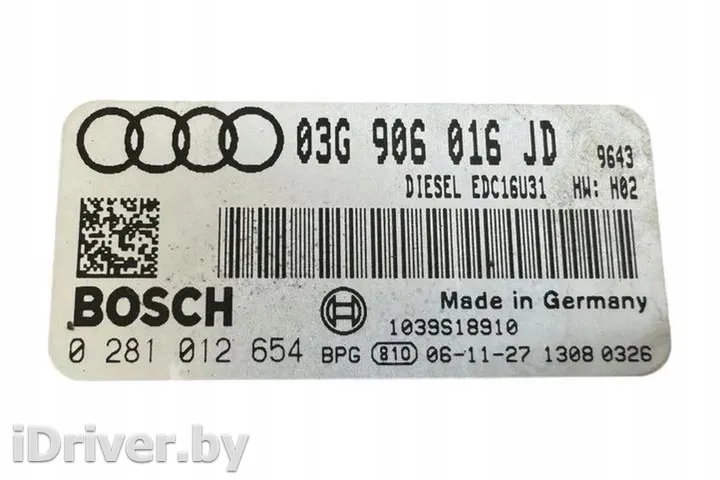 03G 906 016 JD 9643
DIESEL EDC16U31 HW: H02
BOSCH
Made in Germany
1039S18910
0 281 012 654 BPG 810 06-11-27 1308 0326
iDriver.by